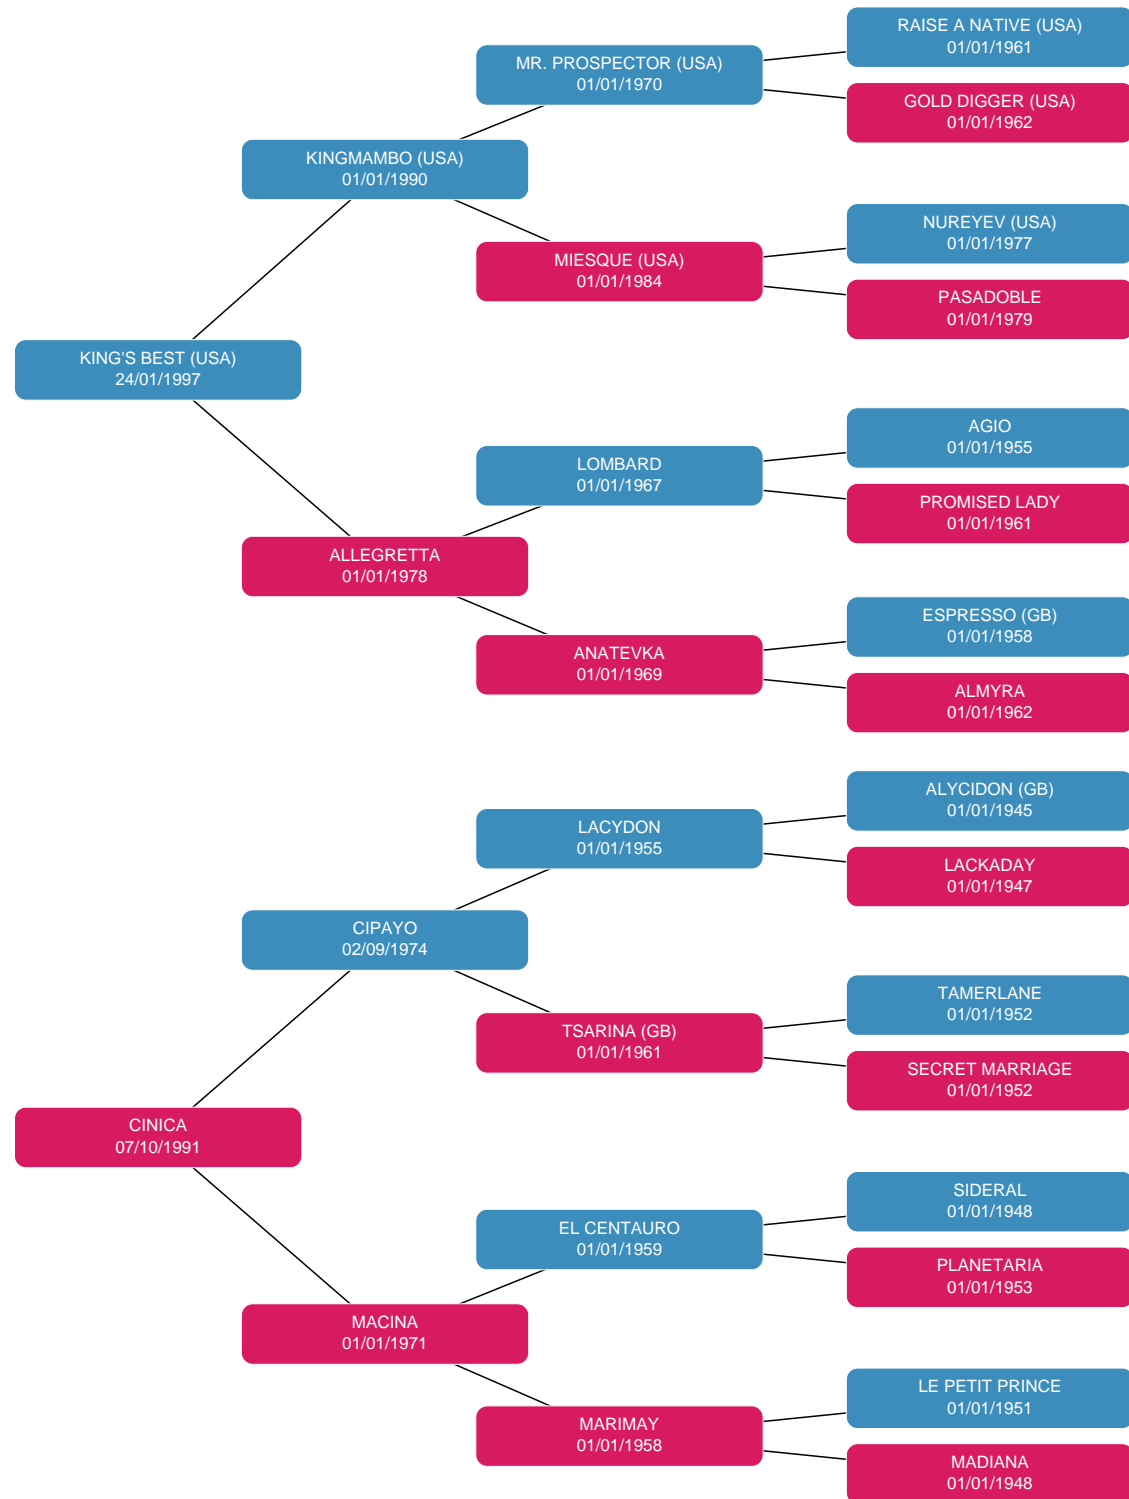 RAISE A NATIVE (USA)
01/01/1961
MR. PROSPECTOR (USA)
01/01/1970
GOLD DIGGER (USA)
01/01/1962
KINGMAMBO (USA)
01/01/1990
NUREYEV (USA)
01/01/1977
MIESQUE (USA)
01/01/1984
PASADOBLE
01/01/1979
KING'S BEST (USA)
24/01/1997
AGIO
01/01/1955
LOMBARD
01/01/1967
PROMISED LADY
01/01/1961
ALLEGRETTA
01/01/1978
ESPRESSO (GB)
01/01/1958
ANATEVKA
01/01/1969
ALMYRA
01/01/1962
ALYCIDON (GB)
01/01/1945
LACYDON
01/01/1955
LACKADAY
01/01/1947
CIPAYO
02/09/1974
TAMERLANE
01/01/1952
TSARINA (GB)
01/01/1961
SECRET MARRIAGE
01/01/1952
CINICA
07/10/1991
SIDERAL
01/01/1948
EL CENTAURO
01/01/1959
PLANETARIA
01/01/1953
MACINA
01/01/1971
LE PETIT PRINCE
01/01/1951
MARIMAY
01/01/1958
MADIANA
01/01/1948